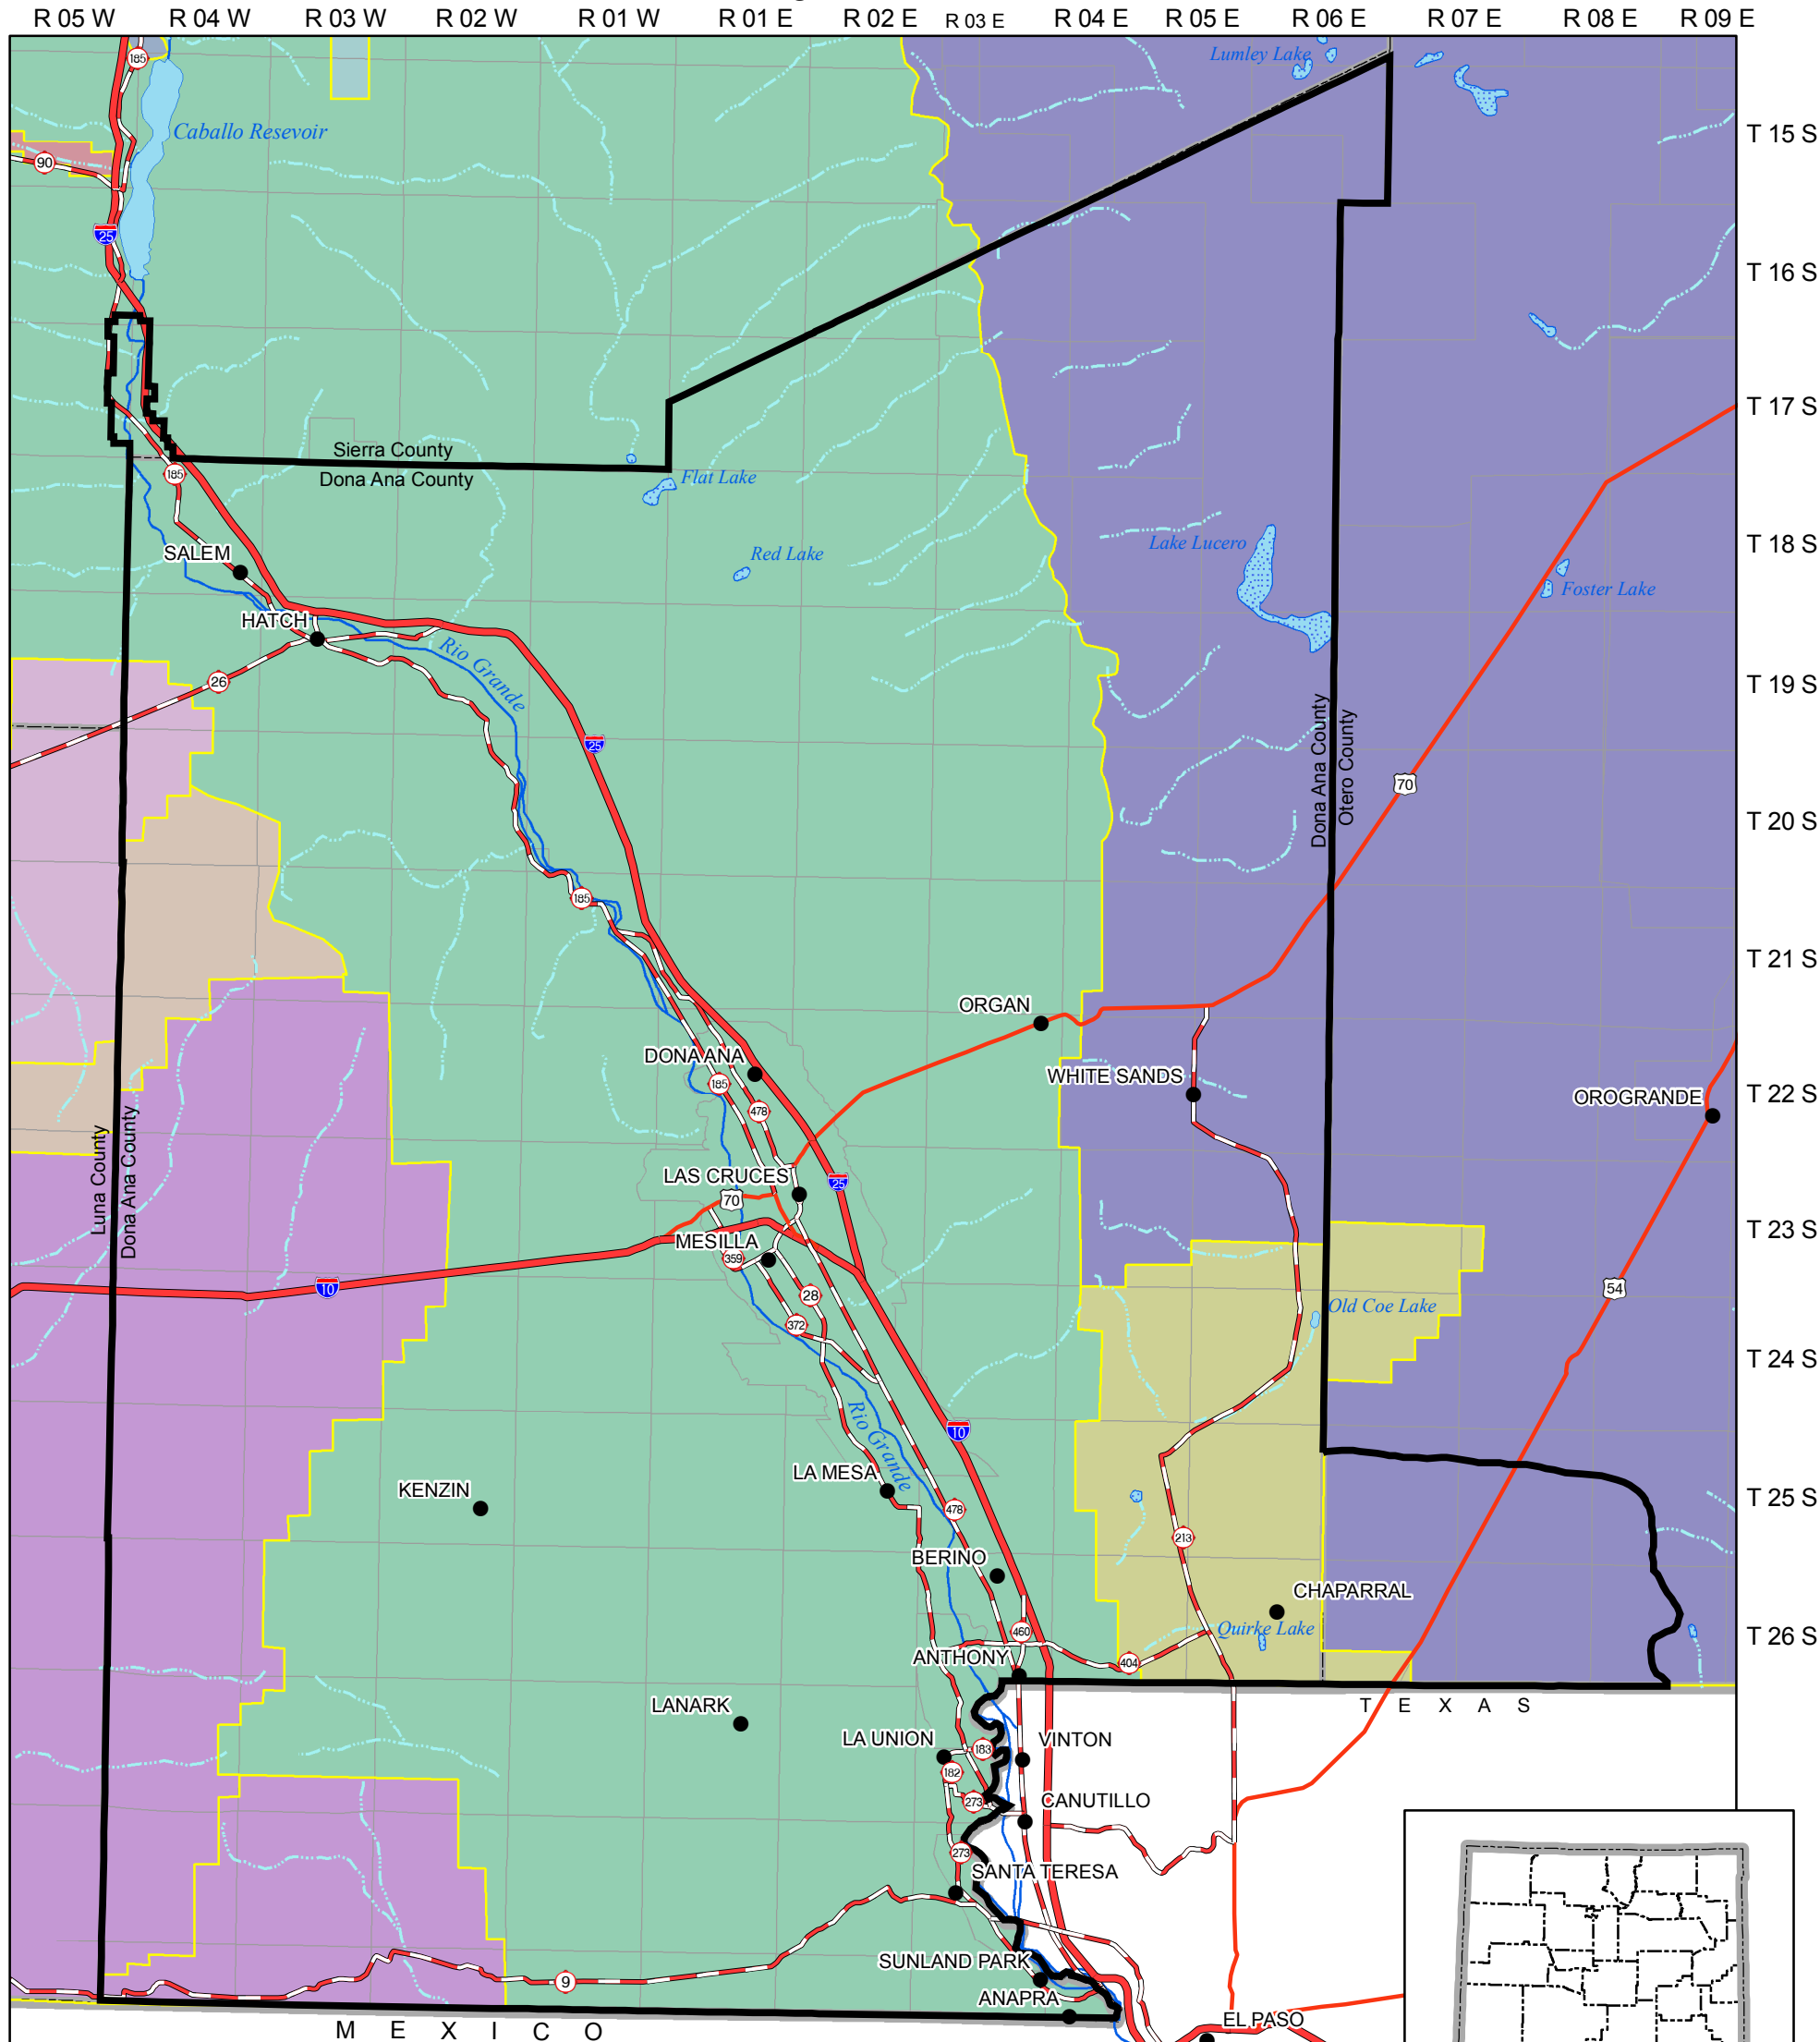 R 05 W R 04 W R 03 W R 02 W R 01 W R 01 E R 02 E R 03 E R 04 E R 05 E R 06 E R 07 E R 08 E R 09 E
Lumley Lake
185
Caballo Resevoir
T 15 S
90
25
T 16 S
T 17 S
Sierra County
Dona Ana County
185
Flat Lake
Lake Lucero
T 18 S
SALEM
Red Lake
Foster Lake
HATCH
Rio Grande
26
T 19 S
25
Dona Ana County
Otero County
70
T 20 S
185
T 21 S
ORGAN
DONA ANA
WHITE SANDS
185
T 22 S
OROGRANDE
478
Luna County
Dona Ana County
LAS CRUCES
25
70
T 23 S
MESILLA
359
10
28
54
Old Coe Lake
372
T 24 S
Rio Grande
10
LA MESA
KENZIN
T 25 S
478
213
BERINO
CHAPARRAL
Quirke Lake
460
T 26 S
ANTHONY
404
LANARK
T E X A S
LA UNION
183
VINTON
182
273
CANUTILLO
273
SANTA TERESA
SUNLAND PARK
9
ANAPRA
EL PASO
M E X I C O